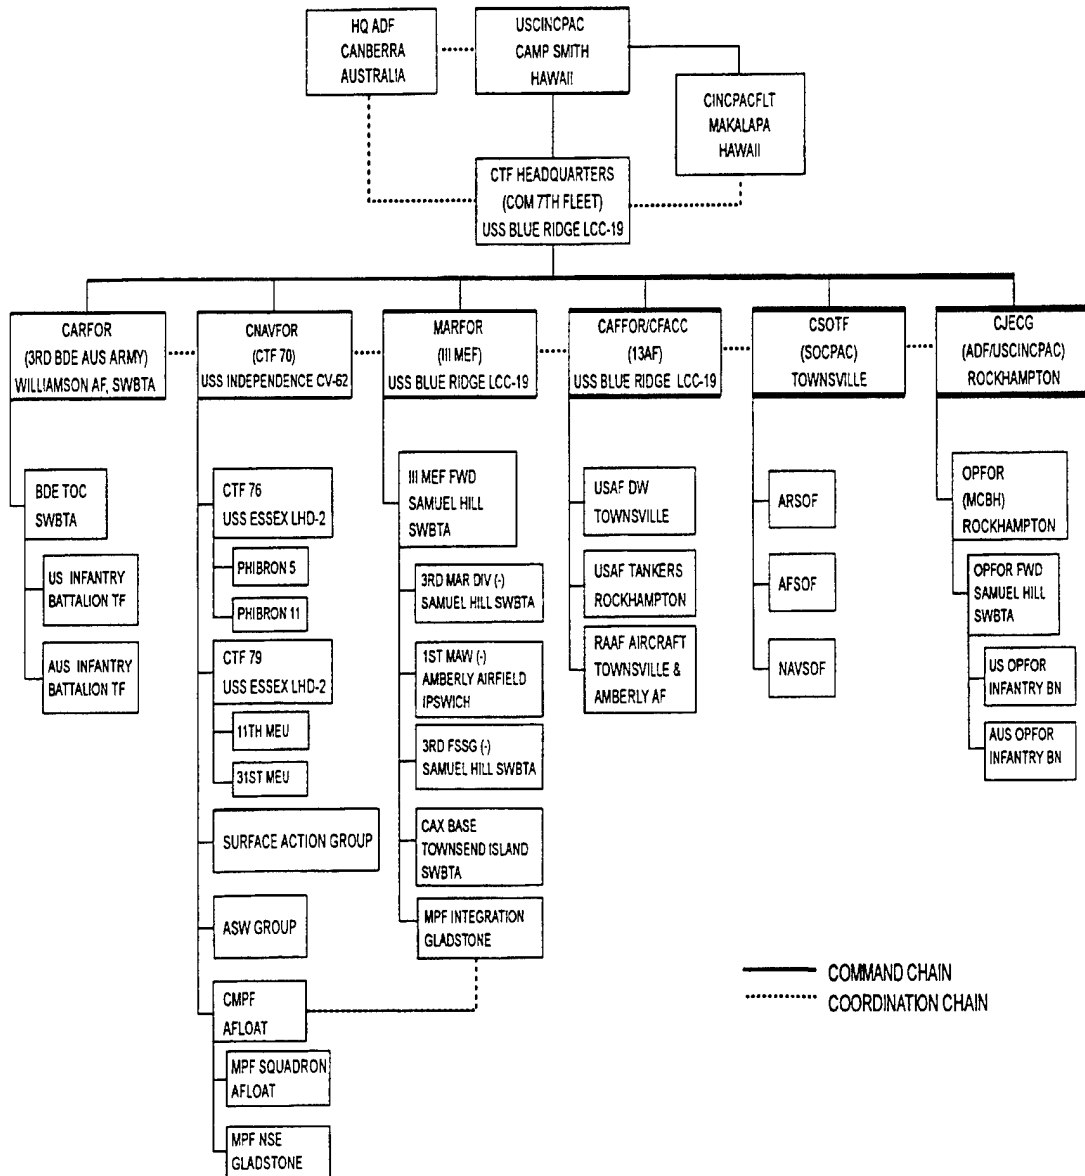 HQ ADF
CANBERRA
AUSTRALIA
USCINCPAC
CAMP SMITH
HAWAII
CINCPACFLT
MAKALAPA
HAWAII
CTF HEADQUARTERS
(COM 7TH FLEET)
USS BLUE RIDGE LCC-19
CARFOR
(3RD BDE AUS ARMY)
WILLIAMSON AF, SWBTA
CNAVFOR
(CTF 70)
USS INDEPENDENCE CV-62
MARFOR
(III MEF)
USS BLUE RIDGE LCC-19
CAFFOR/CFACC
(13AF)
USS BLUE RIDGE LCC-19
CSOTF
(SOCPAC)
TOWNSVILLE
CJECG
(ADF/USCINCPAC)
ROCKHAMPTON
BDE TOC
SWBTA
US INFANTRY
BATTALION TF
AUS INFANTRY
BATTALION TF
CTF 76
USS ESSEX LHD-2
PHIBRON 5
PHIBRON 11
CTF 79
USS ESSEX LHD-2
11TH MEU
31ST MEU
SURFACE ACTION GROUP
ASW GROUP
CMPF
AFLOAT
MPF SQUADRON
AFLOAT
MPF NSE
GLADSTONE
III MEF FWD
SAMUEL HILL
SWBTA
3RD MAR DIV (-)
SAMUEL HILL SWBTA
1ST MAW (-)
AMBERLY AIRFIELD
IPSWICH
3RD FSSG (-)
SAMUEL HILL SWBTA
CAX BASE
TOWNSEND ISLAND
SWBTA
MPF INTEGRATION
GLADSTONE
USAF DW
TOWNSVILLE
USAF TANKERS
ROCKHAMPTON
RAAF AIRCRAFT
TOWNSVILLE &
AMBERLY AF
ARSOF
AFSOF
NAVSOF
OPFOR
(MCBH)
ROCKHAMPTON
OPFOR FWD
SAMUEL HILL
SWBTA
US OPFOR
INFANTRY BN
AUS OPFOR
INFANTRY BN
COMMAND CHAIN
COORDINATION CHAIN